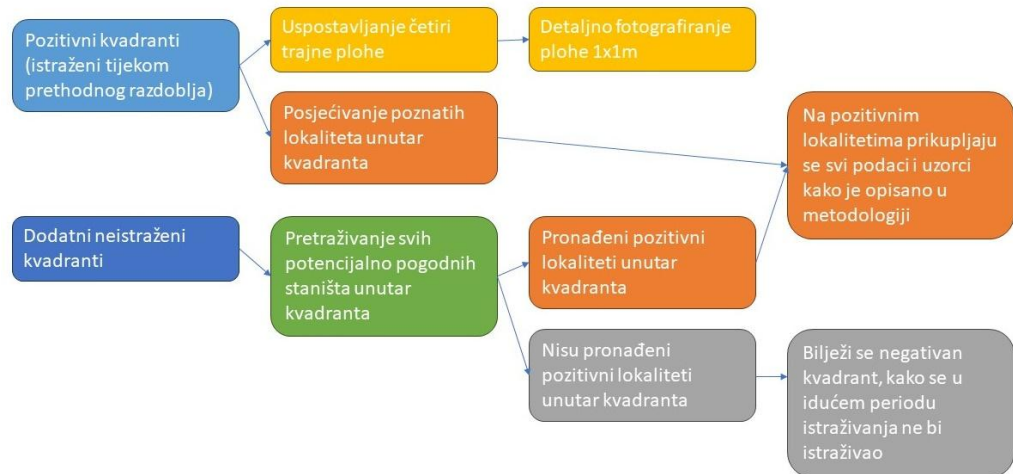 Pozitivni kvadranti
(istraženi tijekom
prethodnog razdoblja)
Uspostavljanje četiri
trajne plohe
Detaljno fotografiranje
plohe 1x1m
Posjećivanje poznatih
lokaliteta unutar
kvadranta
Na pozitivnim
lokalitetima prikupljaju
se svi podaci i uzorci
kako je opisano u
metodologiji
Dodatni neistraženi
kvadranti
Pretraživanje svih
potencijalno pogodnih
staništa unutar
kvadranta
Pronađeni pozitivni
lokaliteti unutar
kvadranta
Nisu pronađeni
pozitivni lokaliteti
unutar kvadranta
Bilježi se negativan
kvadrant, kako se u
idućem periodu
istraživanja ne bi
istraživao